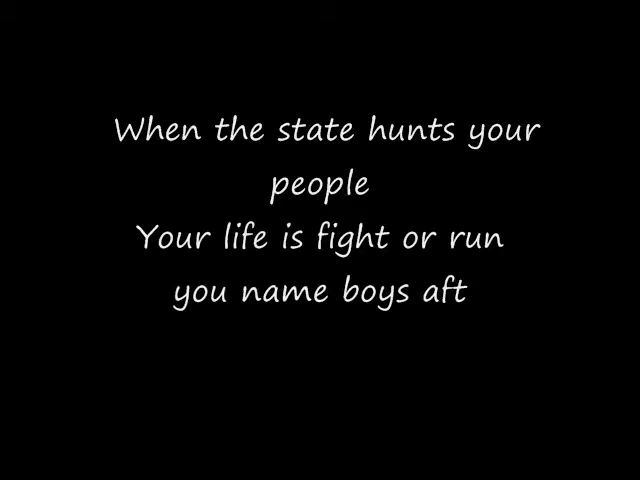 When the state hunts your
people
Your life is fight or run
you name boys aft